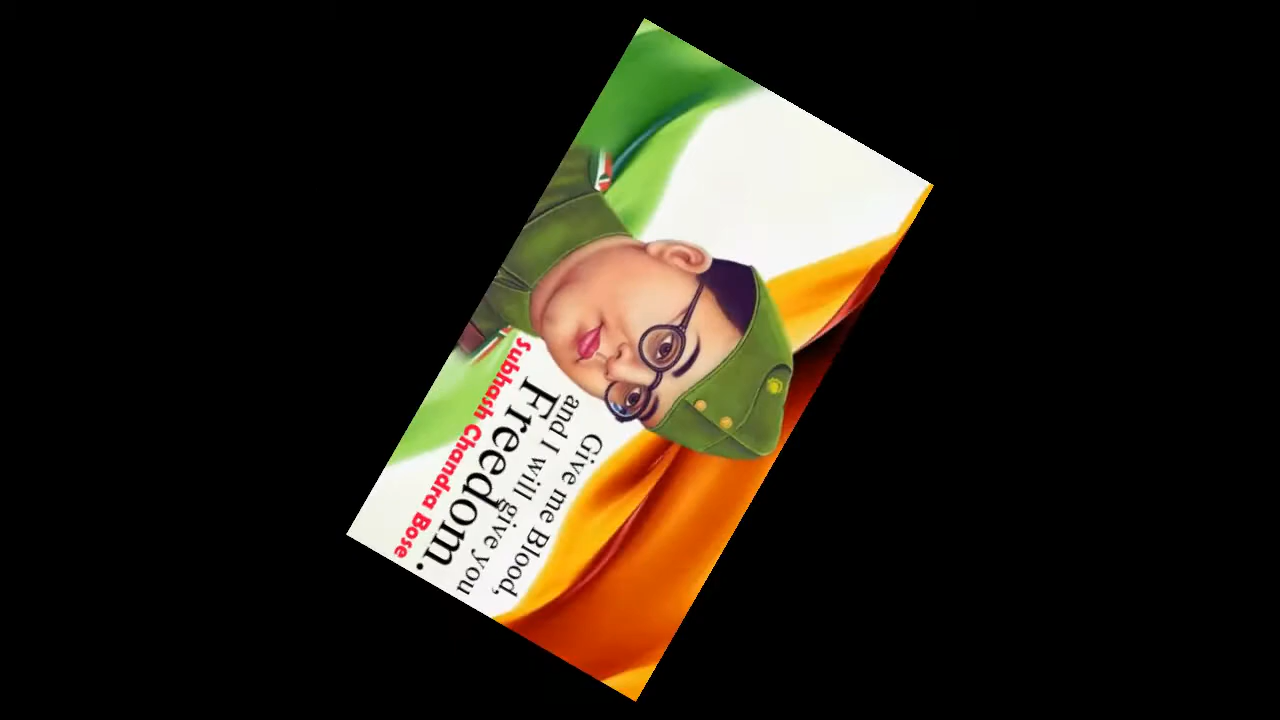 Give me Blood,
and I will give you
Freedom.
Subhash Chandra Bose